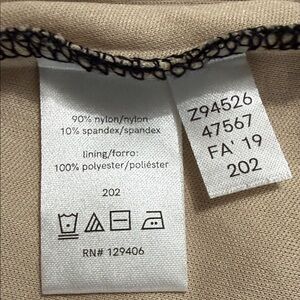 90% nylon/nylon
10% spandex/spandex
lining/forro:
100% polyester/poliéster
202
RN# 129406
Z94526
47567
FA' 19
202